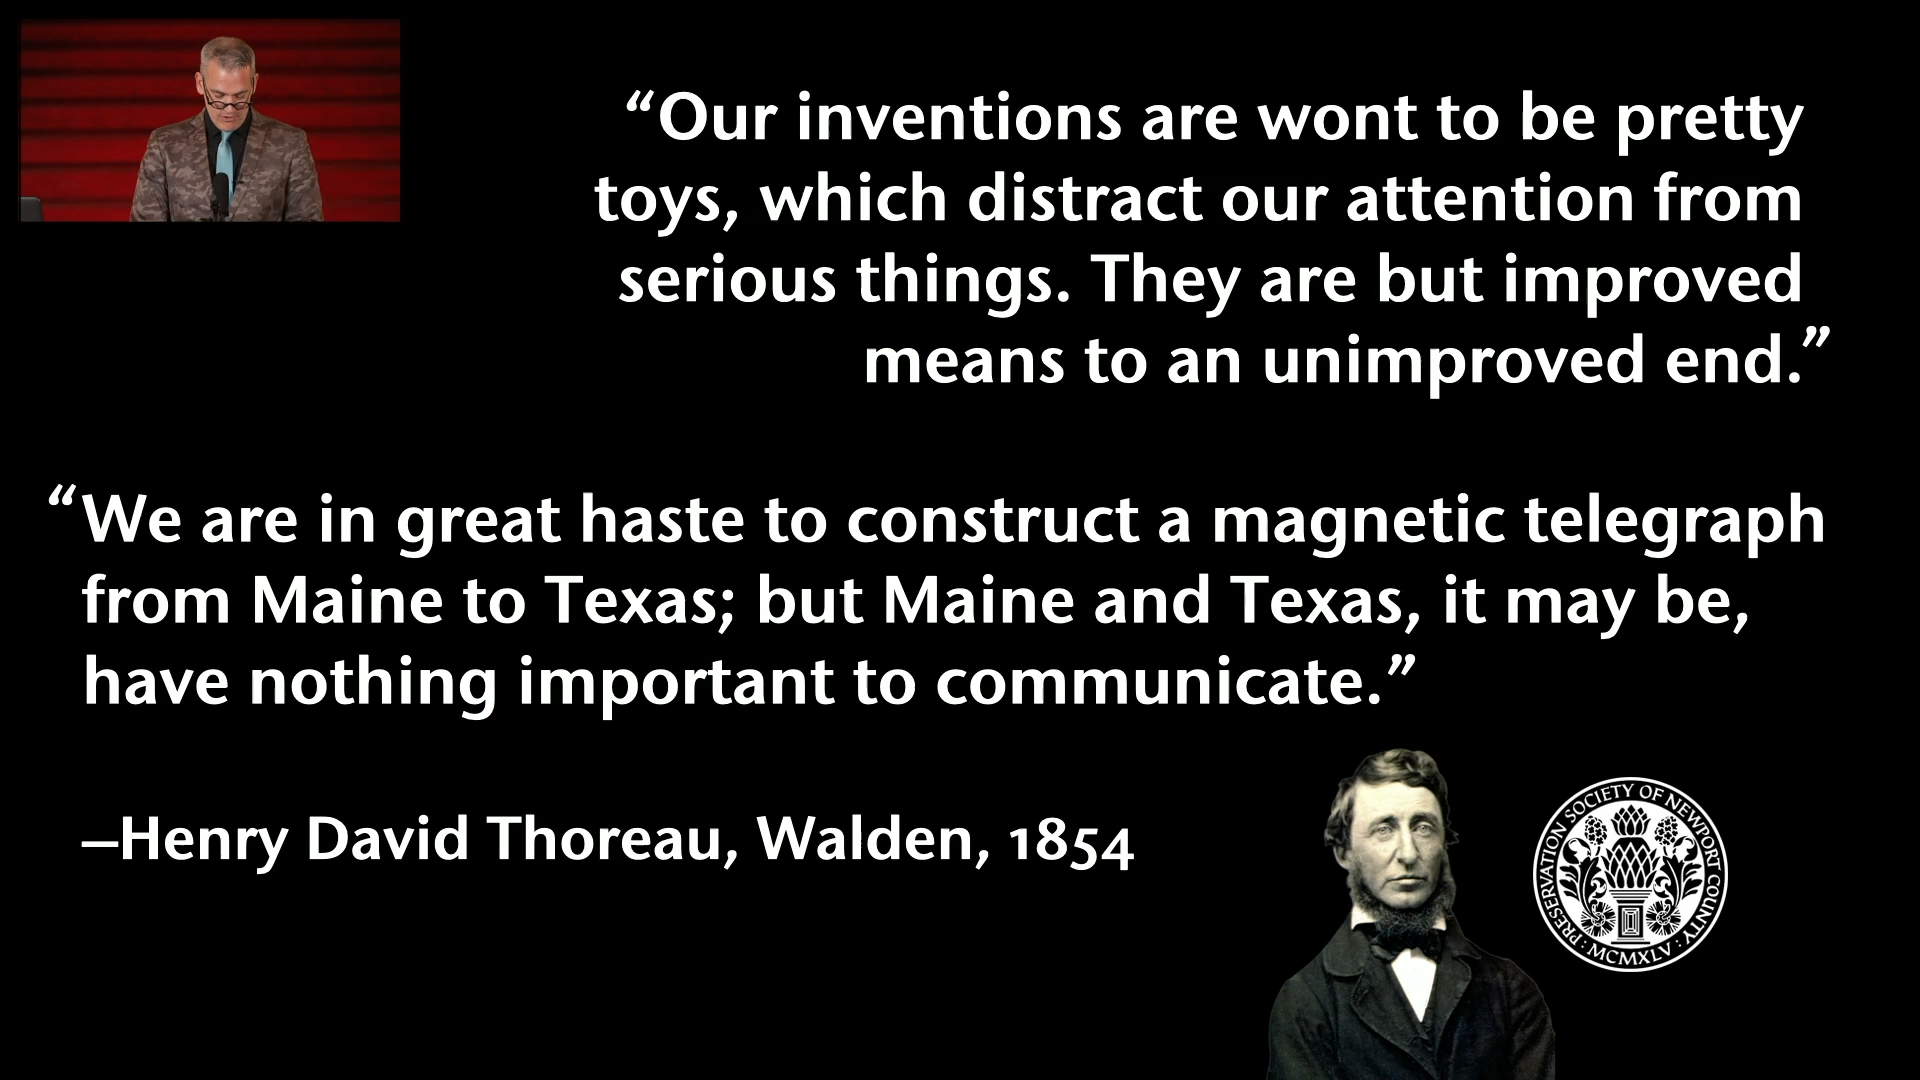 “Our inventions are wont to be pretty
toys, which distract our attention from
serious things. They are but improved
means to an unimproved end.”
“We are in great haste to construct a magnetic telegraph
from Maine to Texas; but Maine and Texas, it may be,
have nothing important to communicate.”
–Henry David Thoreau, Walden, 1854
PRESERVATION SOCIETY OF NEWPORT COUNTY
: MCMXLV :